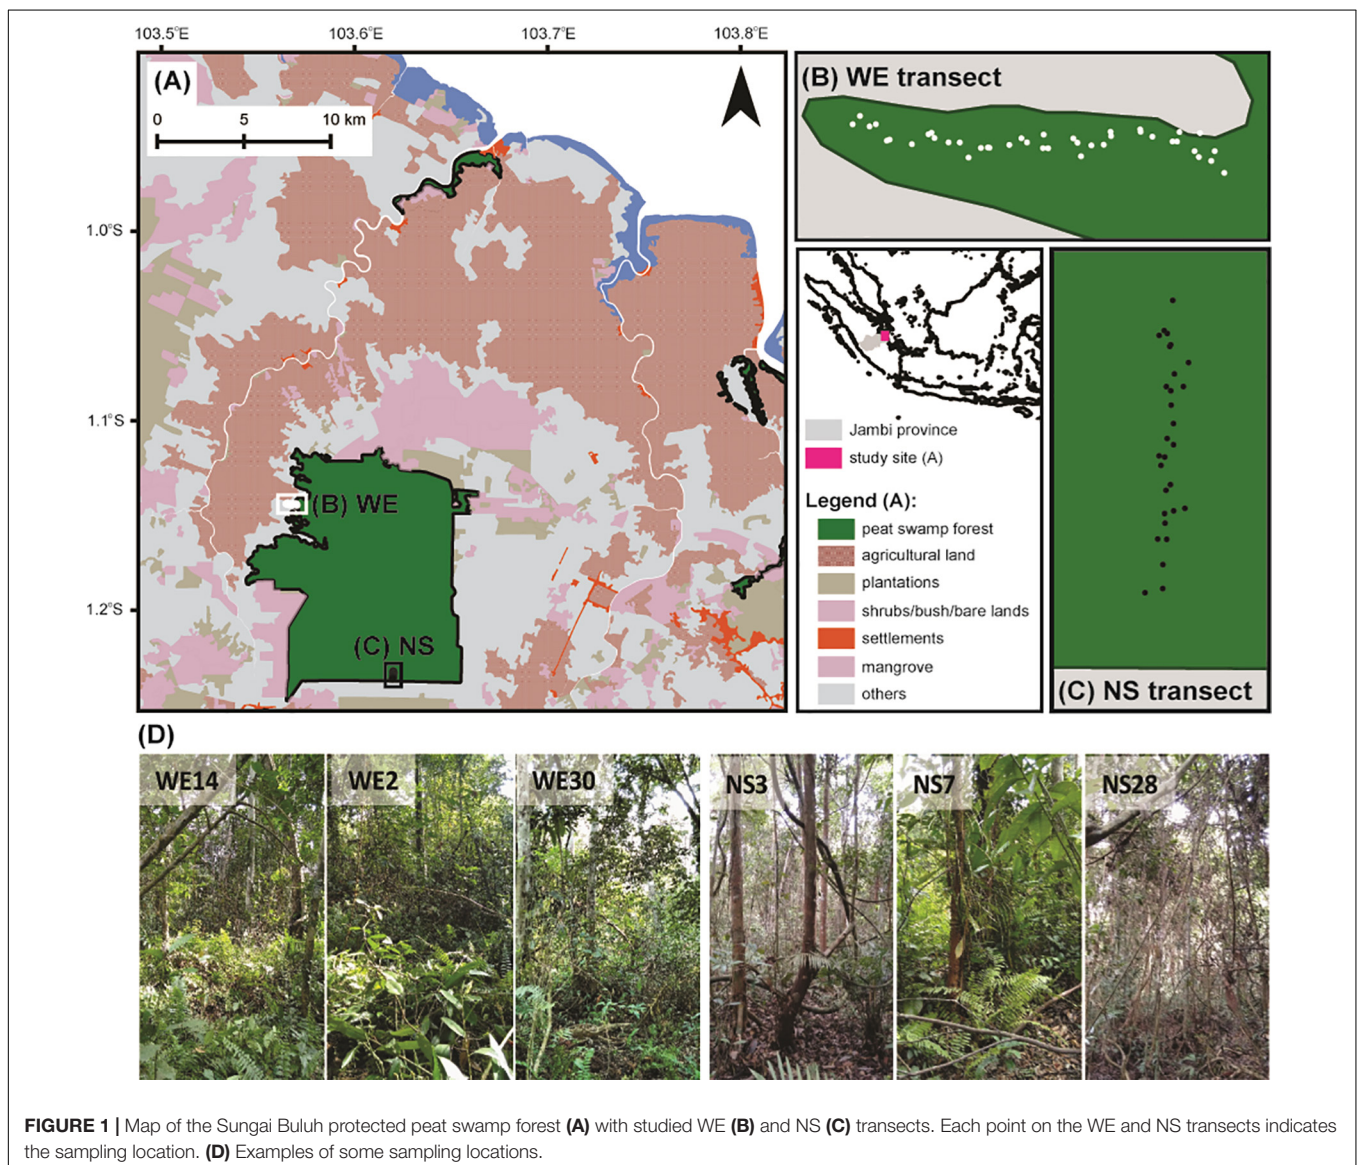 103.5°E 103.6°E 103.7°E 103.8°E
(A)
0 5 10 km
1.0°S
1.1°S
1.2°S
(B) WE
(C) NS
(B) WE transect
Jambi province
study site (A)
Legend (A):
peat swamp forest
agricultural land
plantations
shrubs/bush/bare lands
settlements
mangrove
others
(C) NS transect
(D)
WE14 WE2 WE30 NS3 NS7 NS28
FIGURE 1 | Map of the Sungai Buluh protected peat swamp forest (A) with studied WE (B) and NS (C) transects. Each point on the WE and NS transects indicates
the sampling location. (D) Examples of some sampling locations.